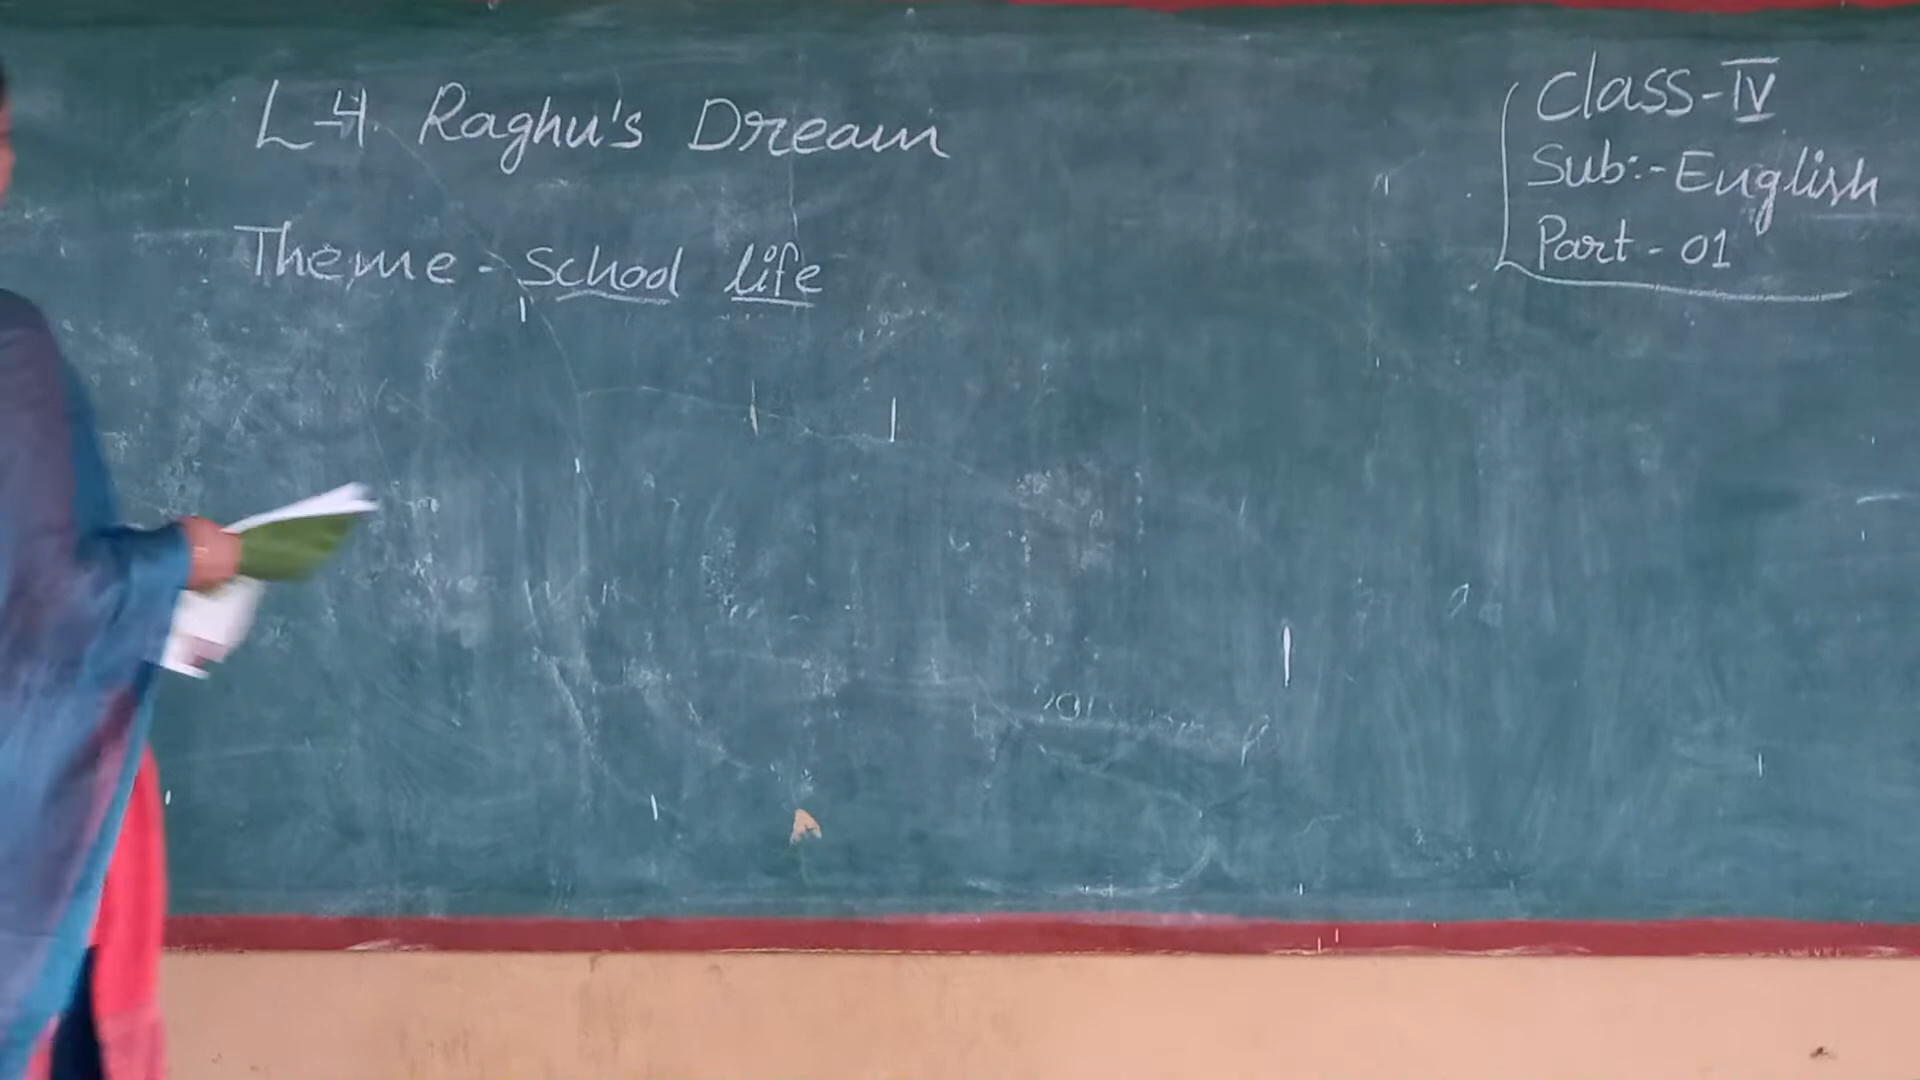 L-4. Raghu's Dream
Theme - School life
Class-IV
Sub:- English
Part - 01